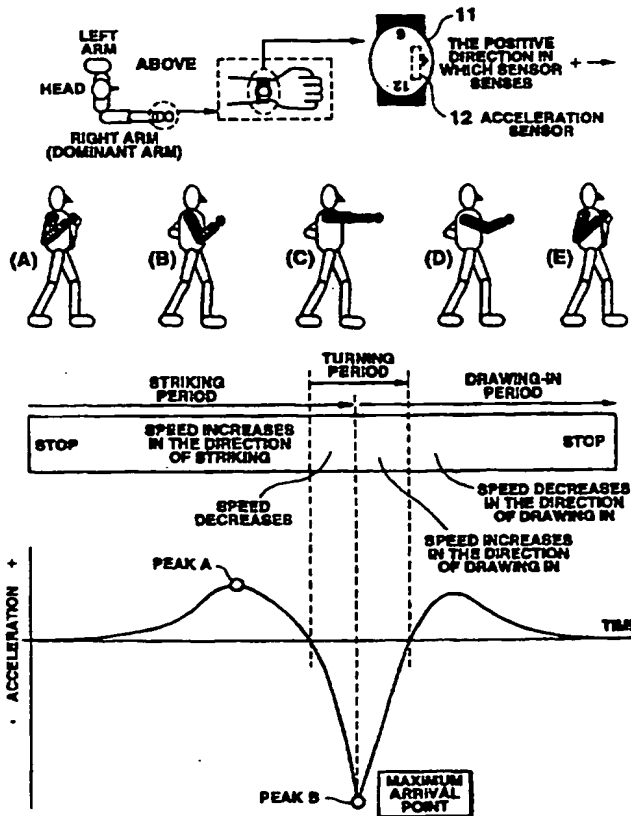 LEFT
ARM
HEAD
ABOVE
RIGHT ARM
(DOMINANT ARM)
11
6
12
THE POSITIVE
DIRECTION IN
WHICH SENSOR
SENSES
+
12 ACCELERATION
SENSOR
(A)
(B)
(C)
(D)
(E)
TURNING
PERIOD
STRIKING
PERIOD
DRAWING-IN
PERIOD
STOP
SPEED INCREASES
IN THE DIRECTION
OF STRIKING
STOP
SPEED
DECREASES
SPEED DECREASES
IN THE DIRECTION
OF DRAWING IN
SPEED INCREASES
IN THE DIRECTION
OF DRAWING IN
- ACCELERATION +
PEAK A
TIME
PEAK B
MAXIMUM
ARRIVAL
POINT